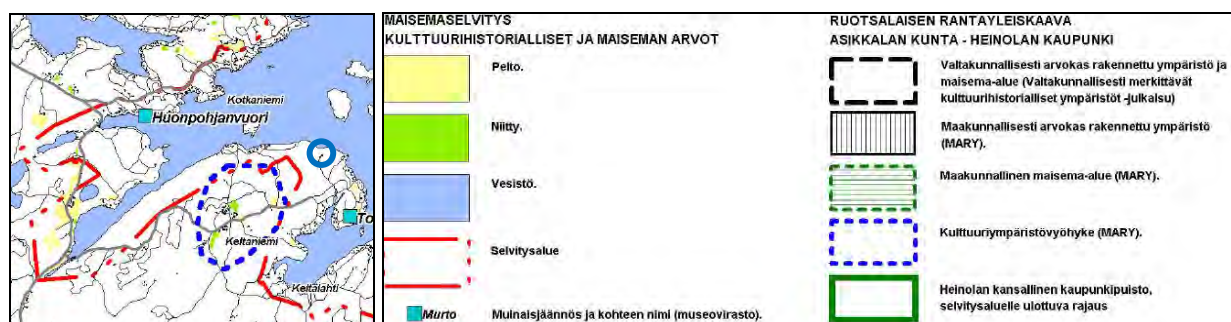 Kotkaniemi
Huonpohjanvuori
To
Keltaniemi
Keltalahti
MAISEMASELVITYS
KULTTUURIHISTORIALLISET JA MAISEMAN ARVOT
Pelto.
Niitty.
Vesistö.
Selvitysalue
Murto
Muinaisjäännös ja kohteen nimi (museovirasto).
RUOTSALAISEN RANTAYLEISKAAVA
ASIKKALAN KUNTA - HEINOLAN KAUPUNKI
Valtakunnallisesti arvokas rakennettu ympäristö ja
maisema-alue (Valtakunnallisesti merkittävät
kulttuurihistorialliset ympäristöt -julkaisu)
Maakunnallisesti arvokas rakennettu ympäristö
(MARY).
Maakunnallinen maisema-alue (MARY).
Kulttuuriympäristövyöhyke (MARY).
Heinolan kansallinen kaupunkipuisto,
selvitysaluelle ulottuva rajaus